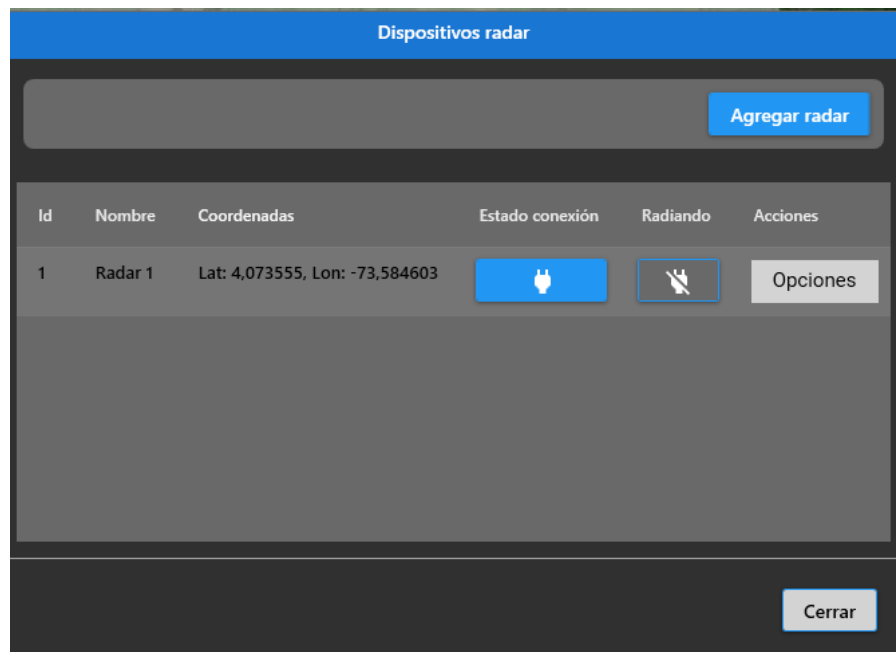 Dispositivos radar
Agregar radar
Id Nombre Coordenadas Estado conexión Radiando Acciones
1 Radar 1 Lat: 4,073555, Lon: -73,584603 Opciones
Cerrar